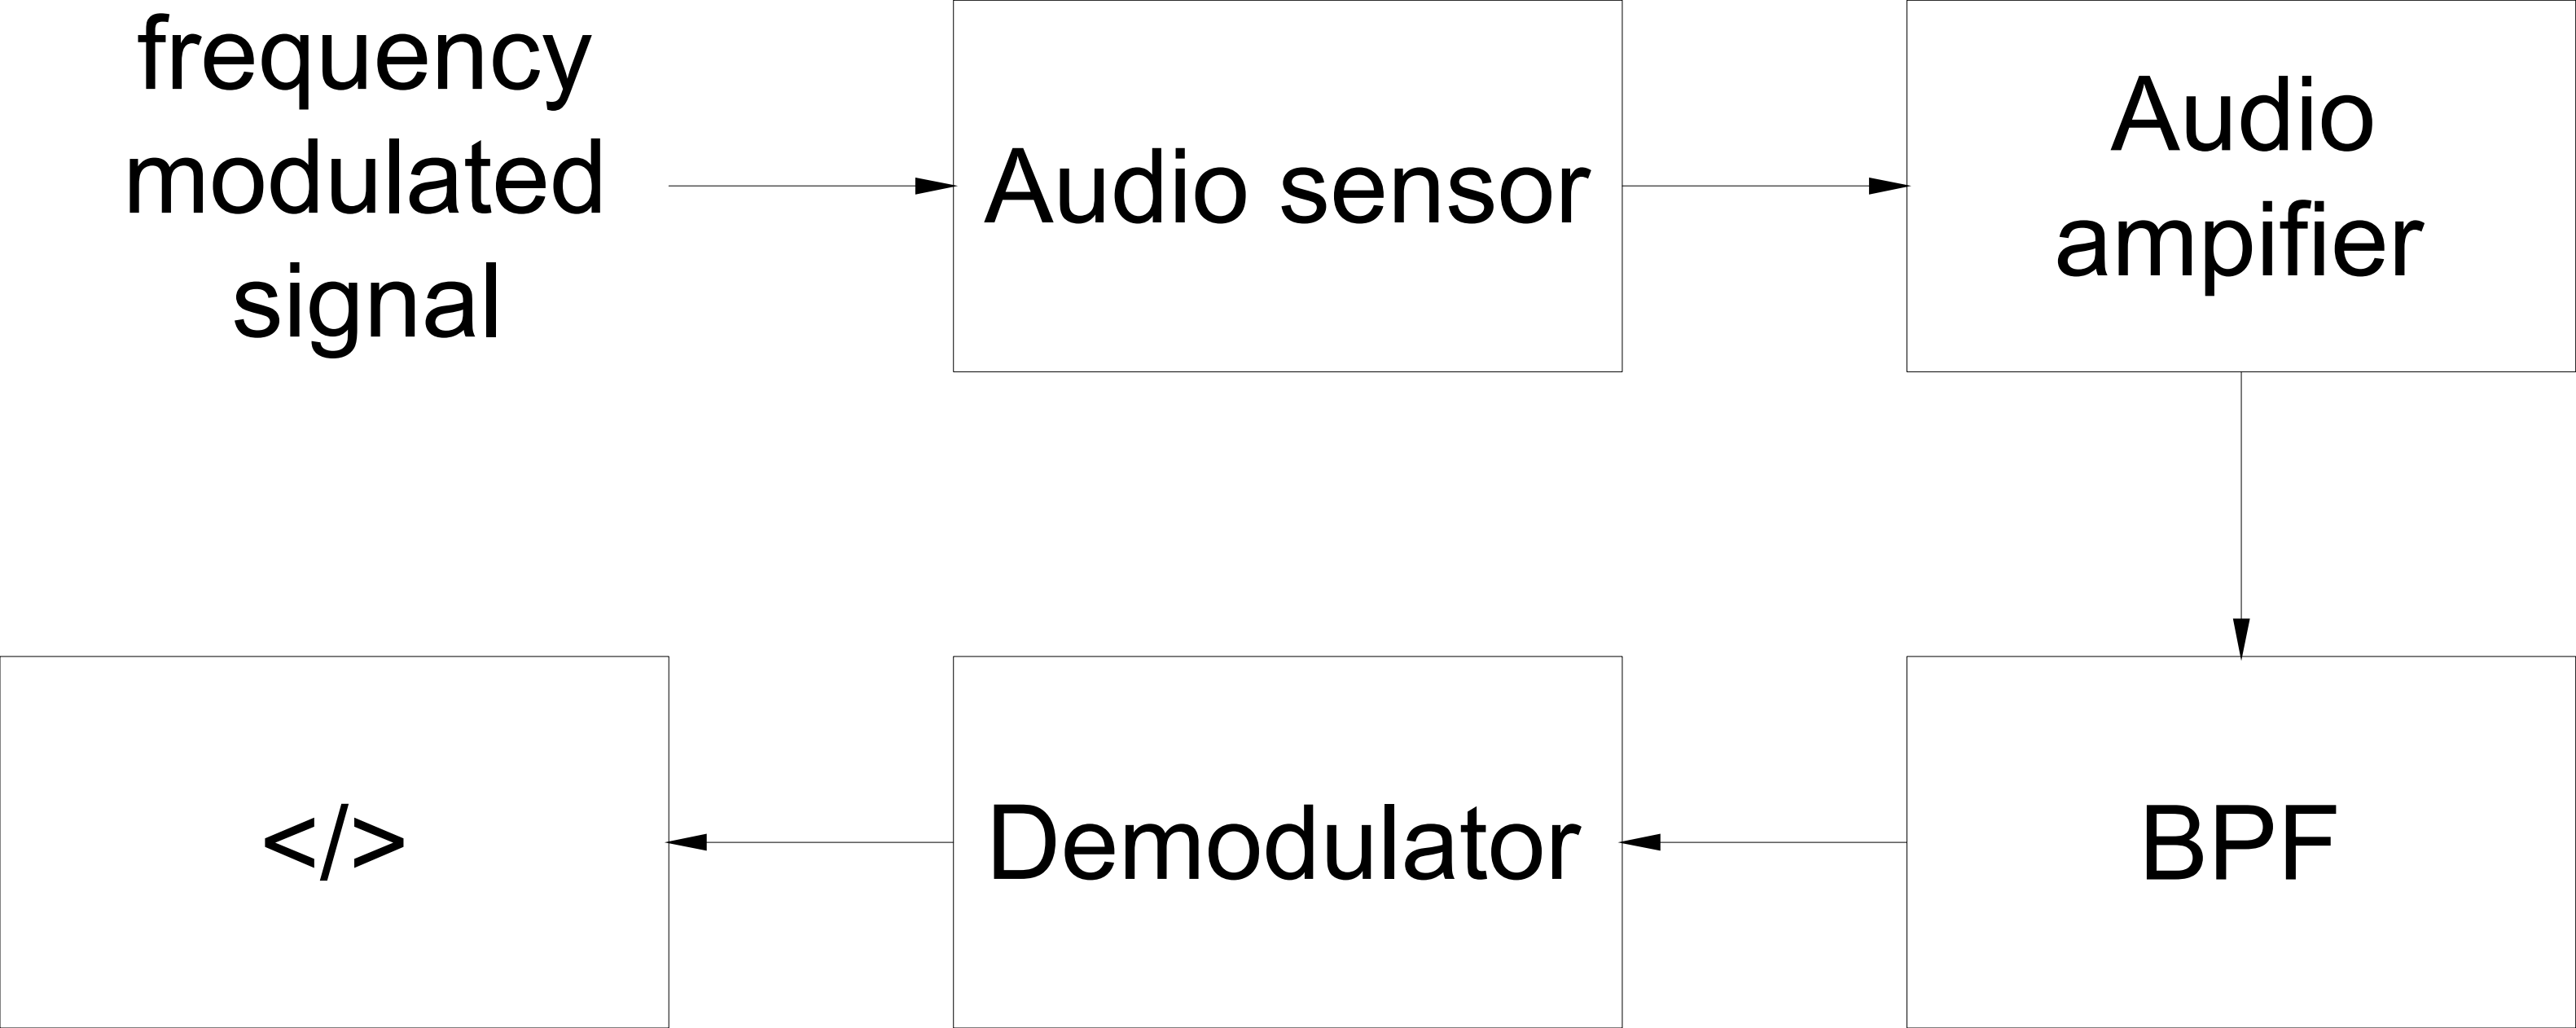 frequency
modulated
signal
Audio sensor
Audio
ampifier
BPF
Demodulator
</>